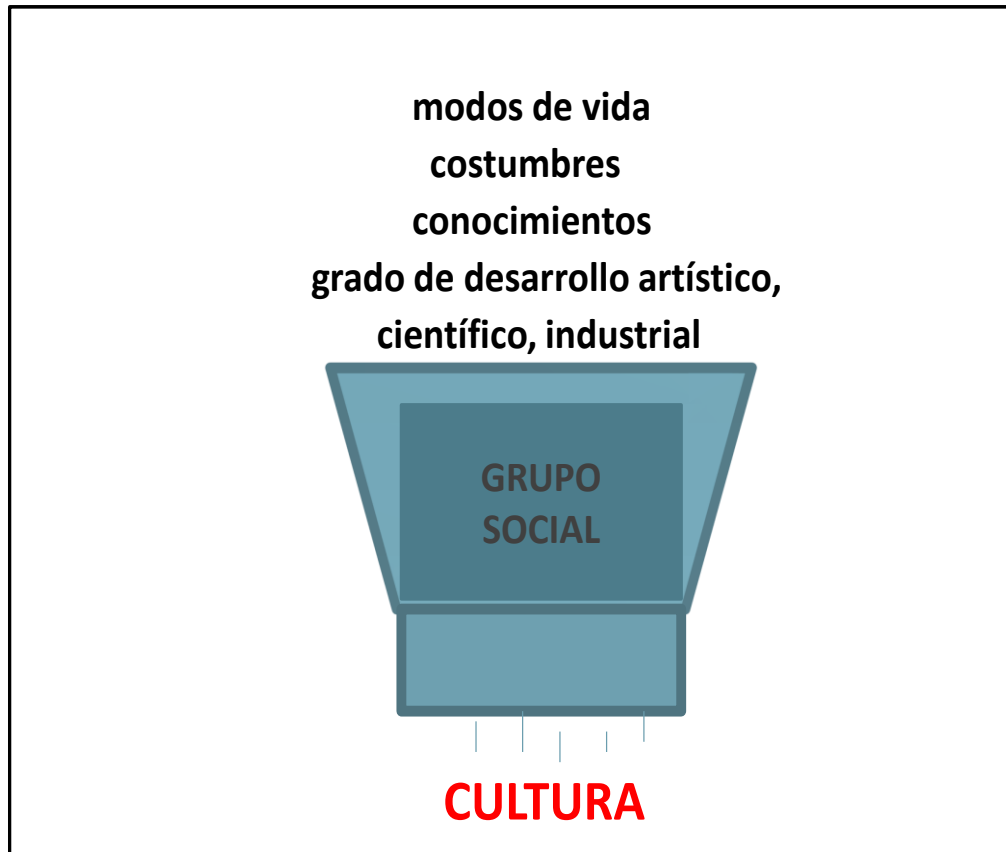 modos de vida
costumbres
conocimientos
grado de desarrollo artístico,
científico, industrial
GRUPO
SOCIAL
CULTURA